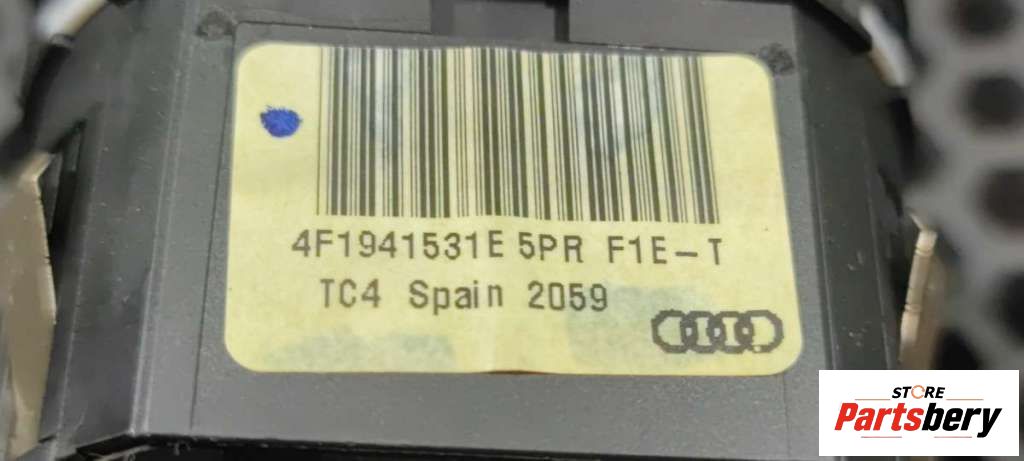 4F1941531E 5PR F1E-T
TC4 Spain 2059
STORE
Partsbery